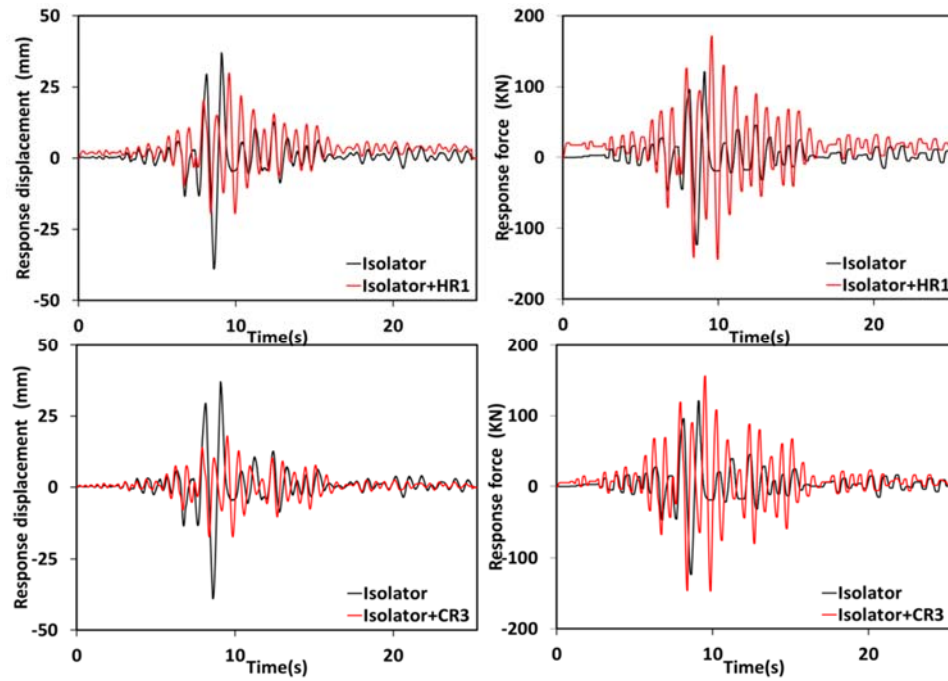 Response displacement (mm)
50
25
0
-25
-50
Isolator
Isolator+HR1
0
10
20
Time(s)
Response force (KN)
200
100
0
-100
-200
Isolator
Isolator+HR1
0
10
20
Time(s)
Response displacement (mm)
50
25
0
-25
-50
Isolator
Isolator+CR3
0
10
20
Time(s)
Response force (KN)
200
100
0
-100
-200
Isolator
Isolator+CR3
0
10
20
Time(s)